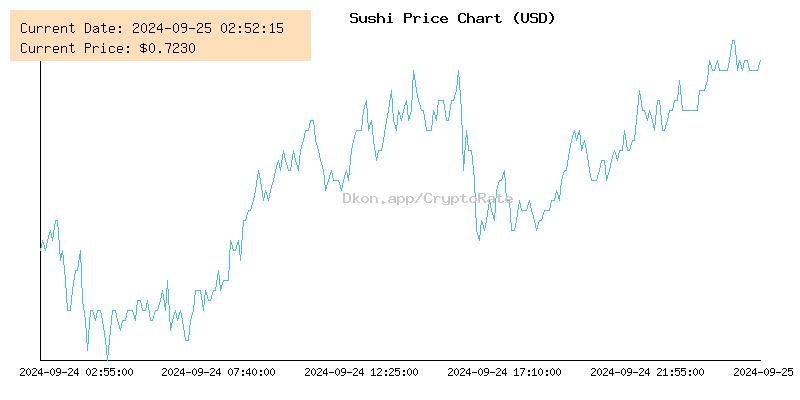 Sushi Price Chart (USD)
Current Date: 2024-09-25 02:52:15
Current Price: $0.7230
Dkon.app/CryptoRate
2024-09-24 02:55:00 2024-09-24 07:40:00 2024-09-24 12:25:00 2024-09-24 17:10:00 2024-09-24 21:55:00 2024-09-25